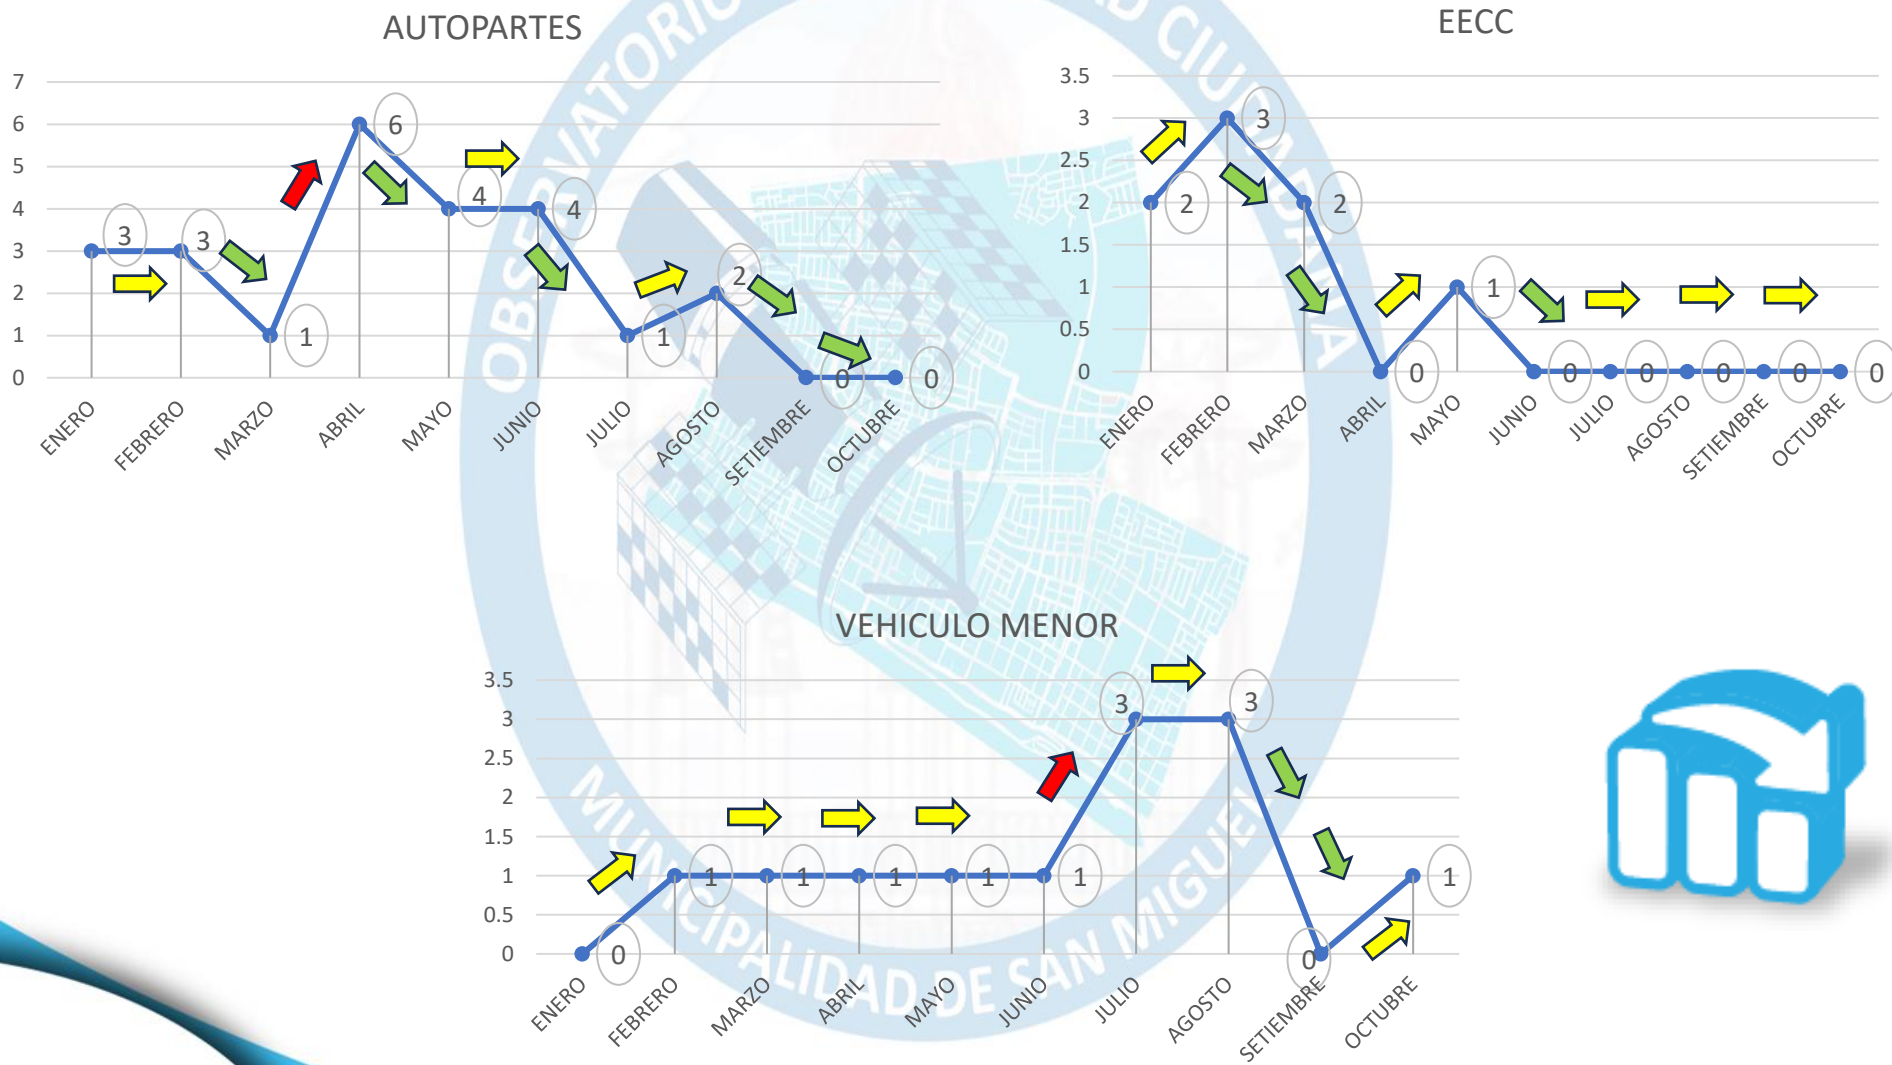 AUTOPARTES
7
6
5
4
3
2
1
0
3
3
1
6
4
4
1
2
0
0
ENERO
FEBRERO
MARZO
ABRIL
MAYO
JUNIO
JULIO
AGOSTO
SETIEMBRE
OCTUBRE
EECC
3.5
3
2.5
2
1.5
1
0.5
0
2
3
2
0
1
0
0
0
0
0
ENERO
FEBRERO
MARZO
ABRIL
MAYO
JUNIO
JULIO
AGOSTO
SETIEMBRE
OCTUBRE
VEHICULO MENOR
3.5
3
2.5
2
1.5
1
0.5
0
0
1
1
1
1
1
3
3
0
1
ENERO
FEBRERO
MARZO
ABRIL
MAYO
JUNIO
JULIO
AGOSTO
SETIEMBRE
OCTUBRE
OBSERVATORIO
CIUDADANA
MUNICIPALIDAD DE SAN MIGUEL